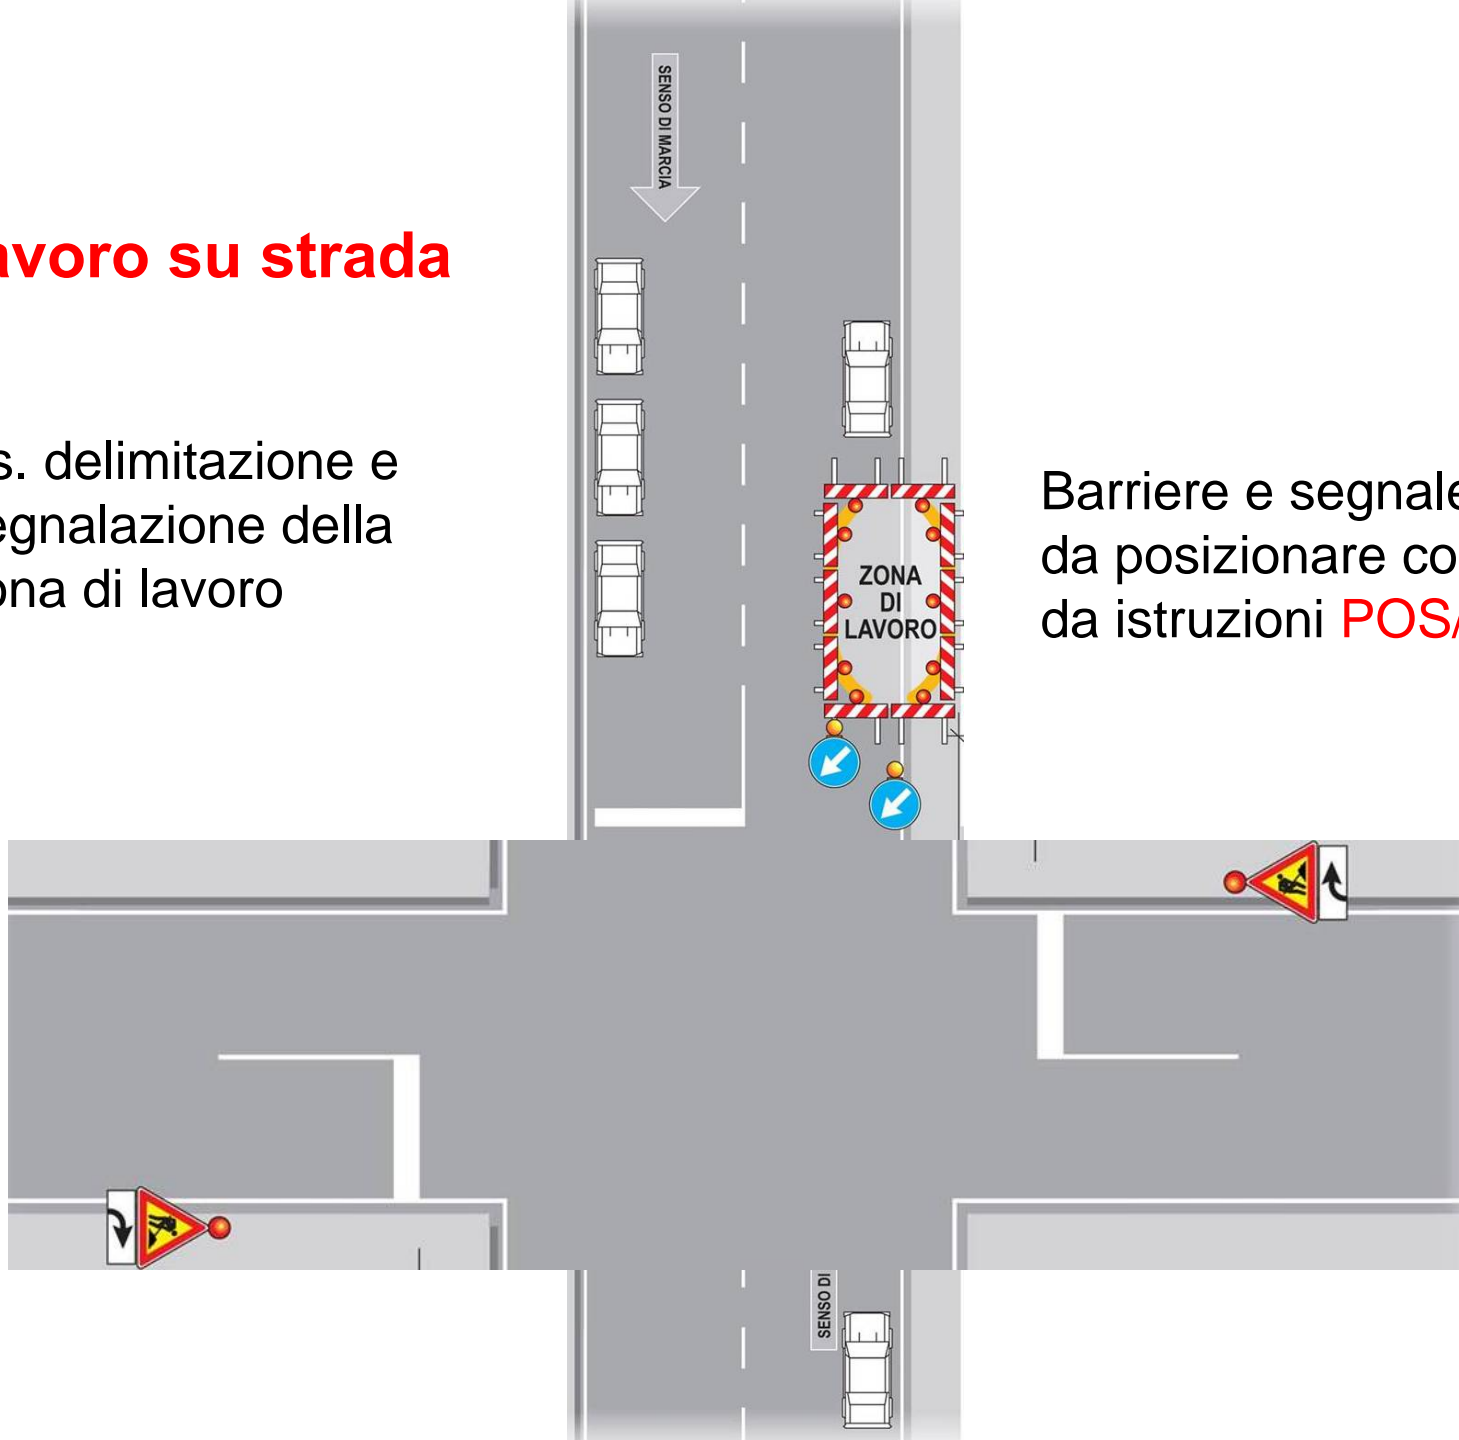 SENSO DI MARCIA
avoro su strada
s. delimitazione e
egnalazione della
ona di lavoro
Barriere e segnale
da posizionare co
da istruzioni POS/
ZONA
DI
LAVORO
SENSO DI